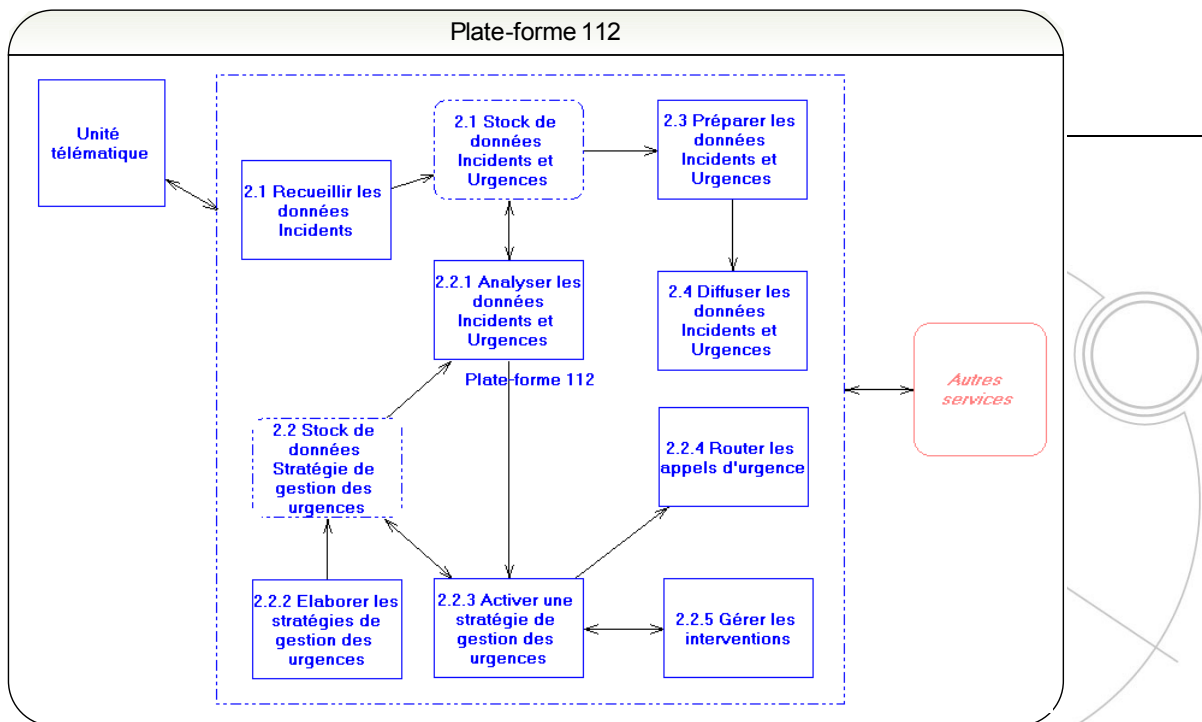 Plate-forme 112
Unité
télématique
2.1 Recueillir les
données
Incidents
2.1 Stock de
données
Incidents et
Urgences
2.3 Préparer les
données
Incidents et
Urgences
2.2.1 Analyser les
données
Incidents et
Urgences
2.4 Diffuser les
données
Incidents et
Urgences
Plate-forme 112
Autres
services
2.2 Stock de
données
Stratégie de
gestion des
urgences
2.2.4 Router les
appels d'urgence
2.2.2 Elaborer les
stratégies de
gestion des
urgences
2.2.3 Activer une
stratégie de
gestion des
urgences
2.2.5 Gérer les
interventions